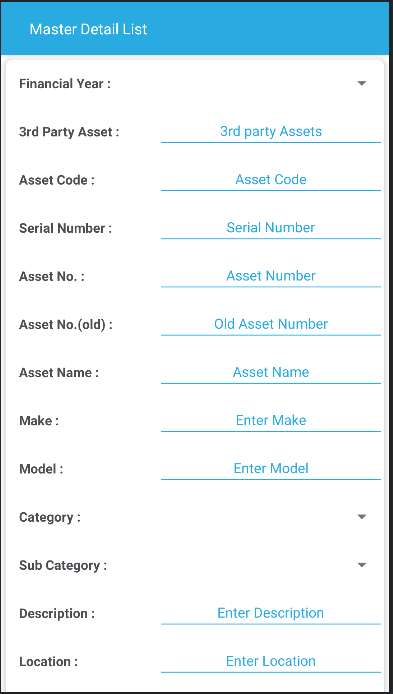 Master Detail List
Financial Year :
3rd Party Asset : 3rd party Assets
Asset Code : Asset Code
Serial Number : Serial Number
Asset No. : Asset Number
Asset No.(old) : Old Asset Number
Asset Name : Asset Name
Make : Enter Make
Model : Enter Model
Category :
Sub Category :
Description : Enter Description
Location : Enter Location